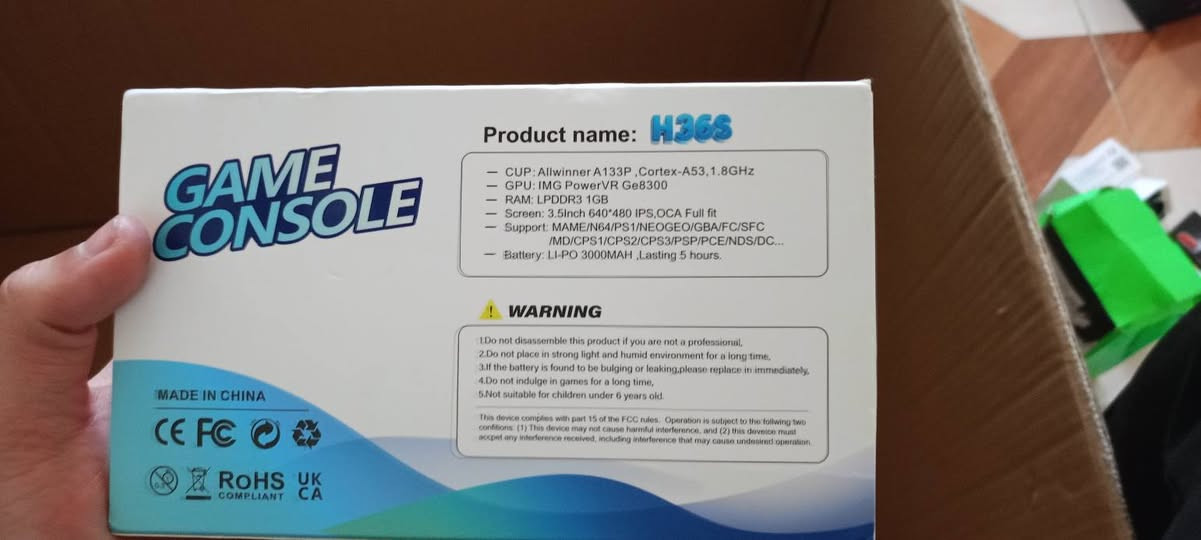 GAME
CONSOLE
Product name: H36S
— CUP: Allwinner A133P ,Cortex-A53,1.8GHz
— GPU: IMG PowerVR Ge8300
— RAM: LPDDR3 1GB
— Screen: 3.5Inch 640*480 IPS,OCA Full fit
— Support: MAME/N64/PS1/NEOGEO/GBA/FC/SFC
/MD/CPS1/CPS2/CPS3/PSP/PCE/NDS/DC...
— Battery: LI-PO 3000MAH ,Lasting 5 hours.
WARNING
1.Do not disassemble this product if you are not a professional,
2.Do not place in strong light and humid environment for a long time,
3.If the battery is found to be bulging or leaking,please replace in immediately,
4.Do not indulge in games for a long time,
5.Not suitable for children under 6 years old.
This device complies with part 15 of the FCC rules. Operation is subject to the follwing two
contitions: (1) This device may not cause harmful interference, and (2) this deveice must
accpet any interference received, including interference that may cause undesired operation.
MADE IN CHINA
CE FC
0-3
RoHS
COMPLIANT
UK
CA